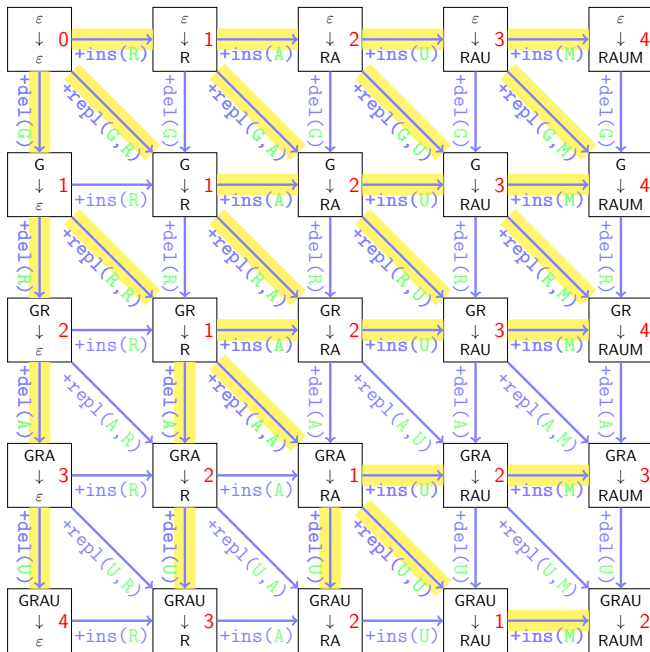 ε ε ε ε ε
↓ 0 ↓ 1 ↓ 2 ↓ 3 ↓ 4
+ins(R) +ins(A) +ins(U) +ins(M)
ε R RA RAU RAUM
+del(G) +repl(G,R) +del(G) +repl(G,A) +del(G) +repl(G,U) +del(G) +repl(G,M) +del(G)
G G G G G
↓ 1 ↓ 1 ↓ 2 ↓ 3 ↓ 4
+ins(R) +ins(A) +ins(U) +ins(M)
ε R RA RAU RAUM
+del(R) +repl(R,R) +del(R) +repl(R,A) +del(R) +repl(R,U) +del(R) +repl(R,M) +del(R)
GR GR GR GR GR
↓ 2 ↓ 1 ↓ 2 ↓ 3 ↓ 4
+ins(R) +ins(A) +ins(U) +ins(M)
ε R RA RAU RAUM
+del(A) +repl(A,R) +del(A) +repl(A,A) +del(A) +repl(A,U) +del(A) +repl(A,M) +del(A)
GRA GRA GRA GRA GRA
↓ 3 ↓ 2 ↓ 1 ↓ 2 ↓ 3
+ins(R) +ins(A) +ins(U) +ins(M)
ε R RA RAU RAUM
+del(U) +repl(U,R) +del(U) +repl(U,A) +del(U) +repl(U,U) +del(U) +repl(U,M) +del(U)
GRAU GRAU GRAU GRAU GRAU
↓ 4 ↓ 3 ↓ 2 ↓ 1 ↓ 2
+ins(R) +ins(A) +ins(U) +ins(M)
ε R RA RAU RAUM